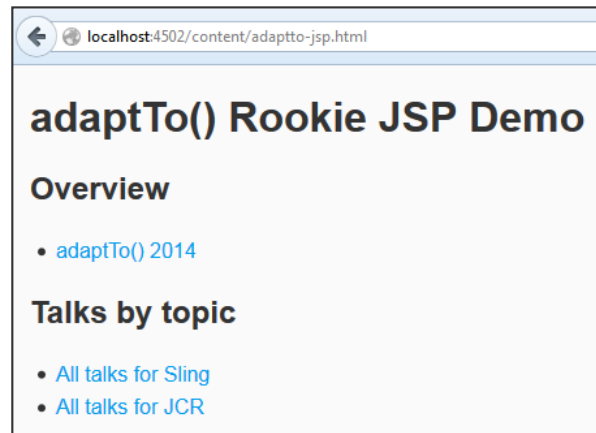 localhost:4502/content/adaptto-jsp.html
adaptTo() Rookie JSP Demo
Overview
• adaptTo() 2014
Talks by topic
• All talks for Sling
• All talks for JCR